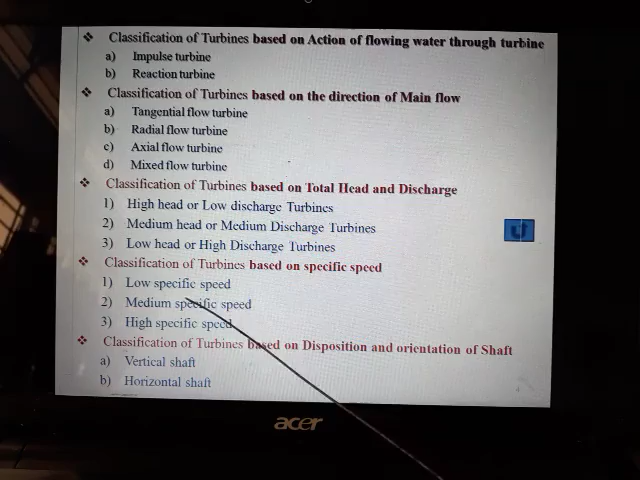 ❖ Classification of Turbines based on Action of flowing water through turbine
a) Impulse turbine
b) Reaction turbine
❖ Classification of Turbines based on the direction of Main flow
a) Tangential flow turbine
b) Radial flow turbine
c) Axial flow turbine
d) Mixed flow turbine
❖ Classification of Turbines based on Total Head and Discharge
1) High head or Low discharge Turbines
2) Medium head or Medium Discharge Turbines
3) Low head or High Discharge Turbines
❖ Classification of Turbines based on specific speed
1) Low specific speed
2) Medium specific speed
3) High specific speed
❖ Classification of Turbines based on Disposition and orientation of Shaft
a) Vertical shaft
b) Horizontal shaft
acer